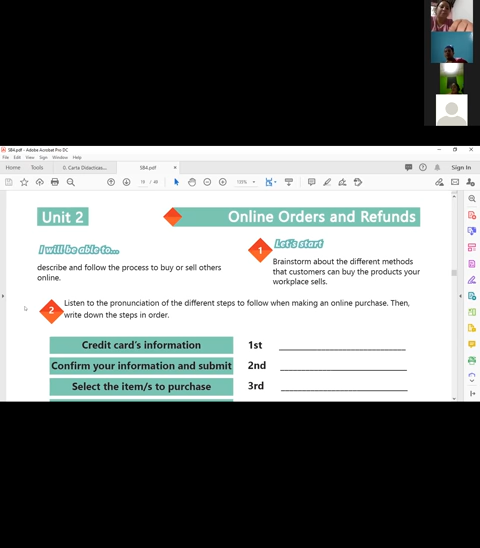 SB4.pdf - Adobe Acrobat Pro DC
File Edit View Sign Window Help
Home Tools 0. Carta Didacticas... SB4.pdf × Sign In
19 / 49 135%
Unit 2 Online Orders and Refunds
I will be able to...
describe and follow the process to buy or sell others
online.
1 Let's start
Brainstorm about the different methods
that customers can buy the products your
workplace sells.
2 Listen to the pronunciation of the different steps to follow when making an online purchase. Then,
write down the steps in order.
Credit card's information 1st
Confirm your information and submit 2nd
Select the item/s to purchase 3rd